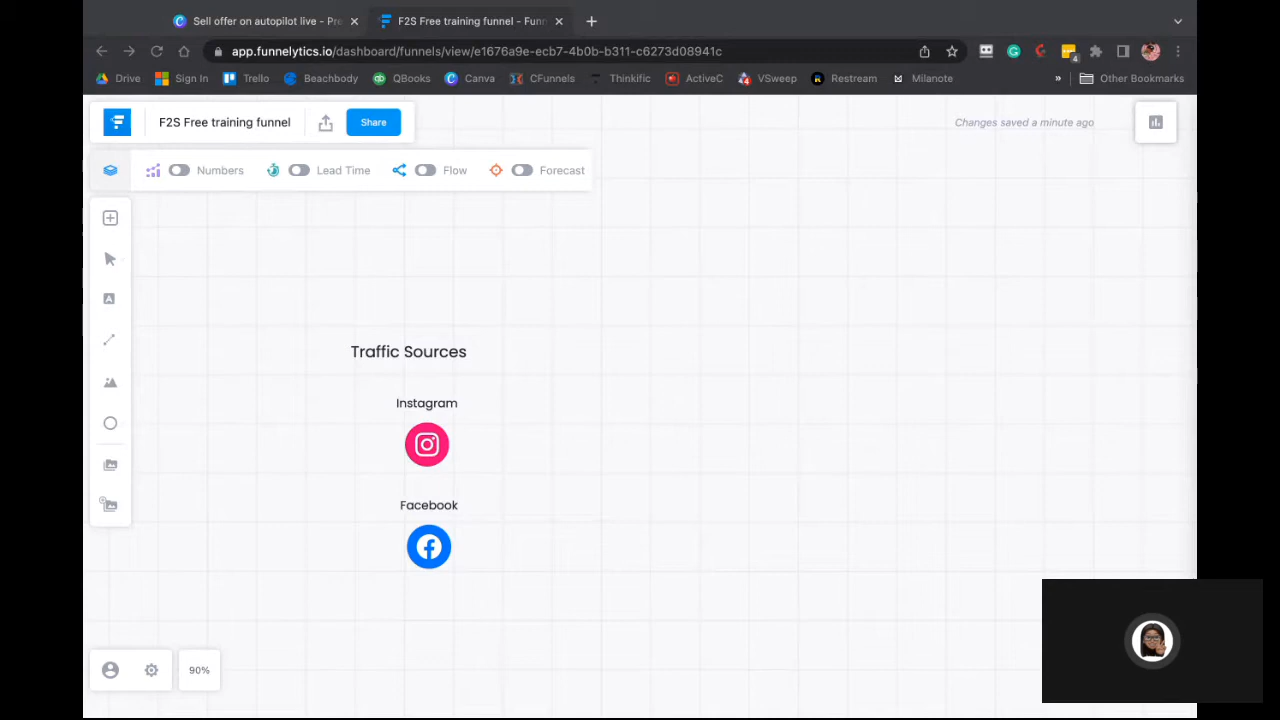 Sell offer on autopilot live - Pre
F2S Free training funnel - Funn
app.funnelytics.io/dashboard/funnels/view/e1676a9e-ecb7-4b0b-b311-c6273d08941c
4
Drive
Sign In
Trello
Beachbody
QBooks
Canva
CFunnels
Thinkific
ActiveC
VSweep
Restream
Milanote
»
Other Bookmarks
F2S Free training funnel
Share
Changes saved a minute ago
Numbers
Lead Time
Flow
Forecast
A
Traffic Sources
Instagram
Facebook
90%